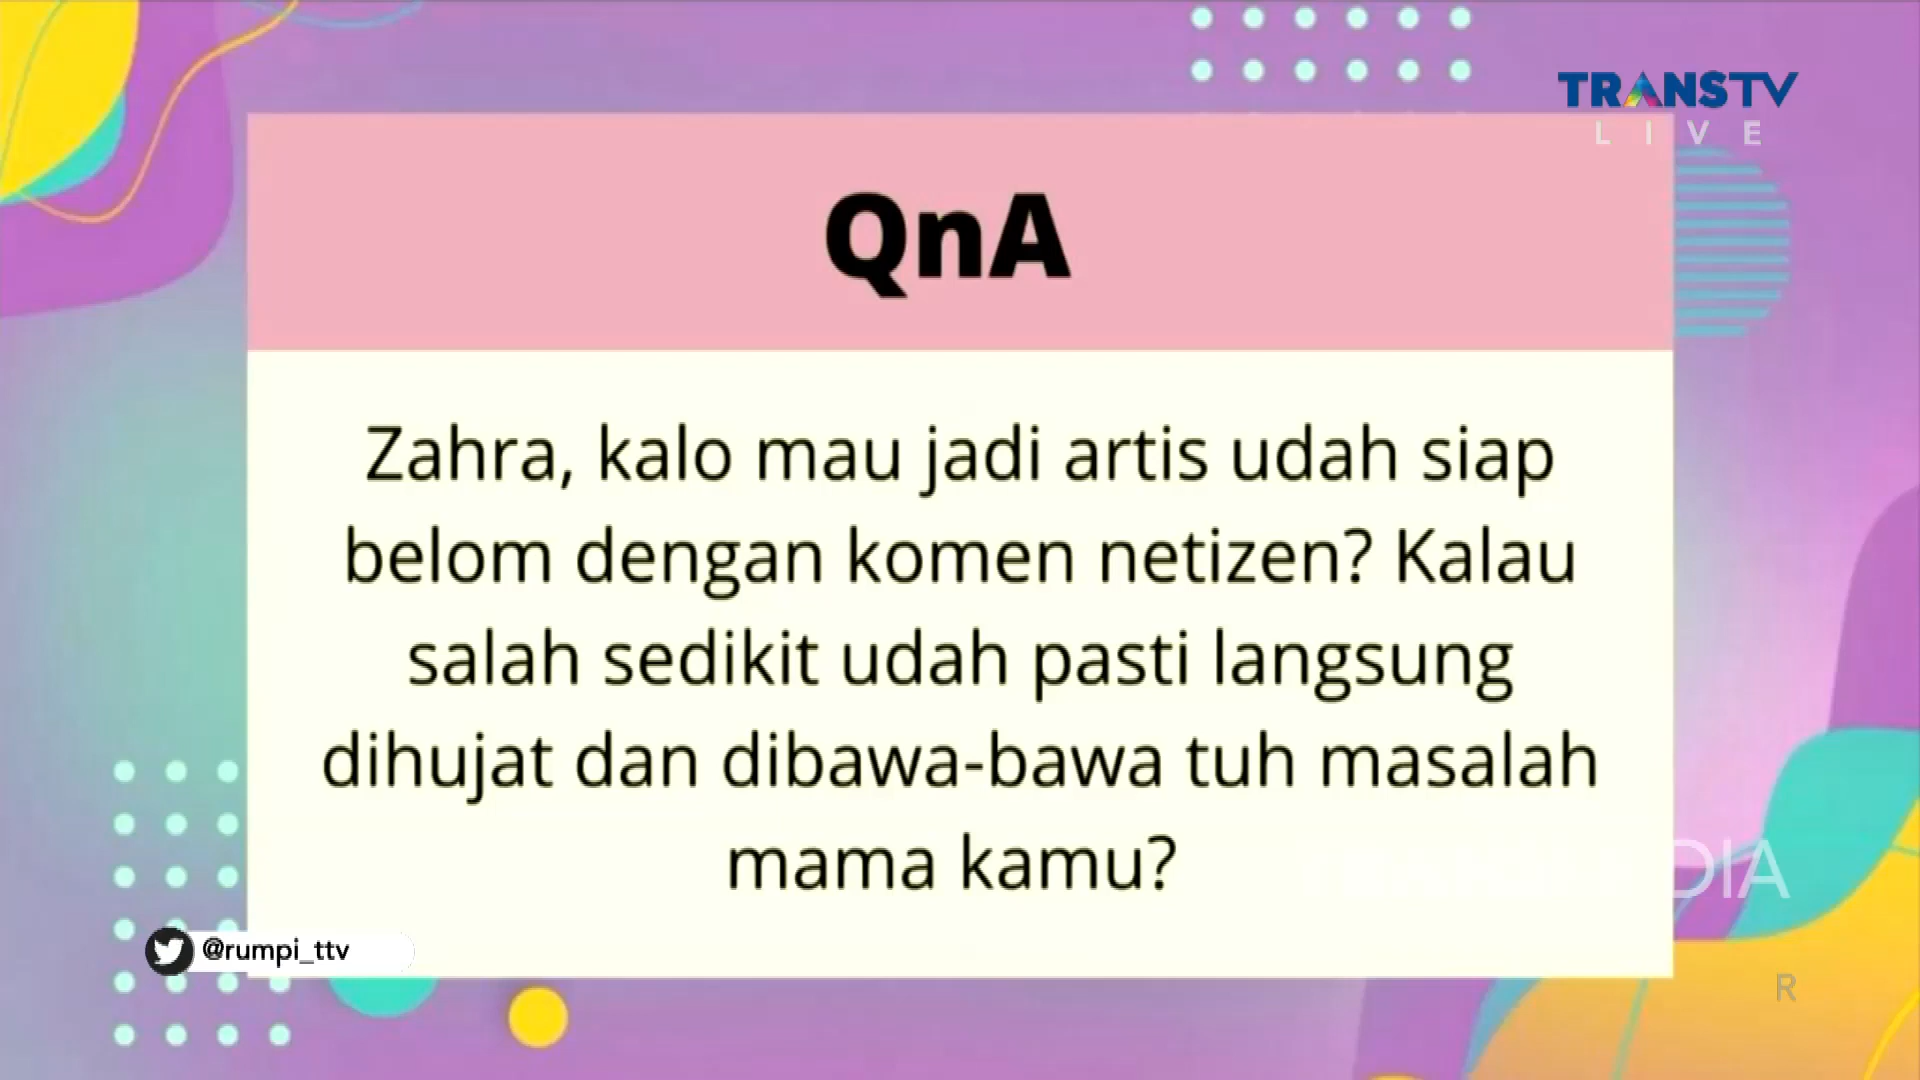 TRANSTV
LIVE
QnA
Zahra, kalo mau jadi artis udah siap
belom dengan komen netizen? Kalau
salah sedikit udah pasti langsung
dihujat dan dibawa-bawa tuh masalah
mama kamu?
DIA
@rumpi_ttv
R